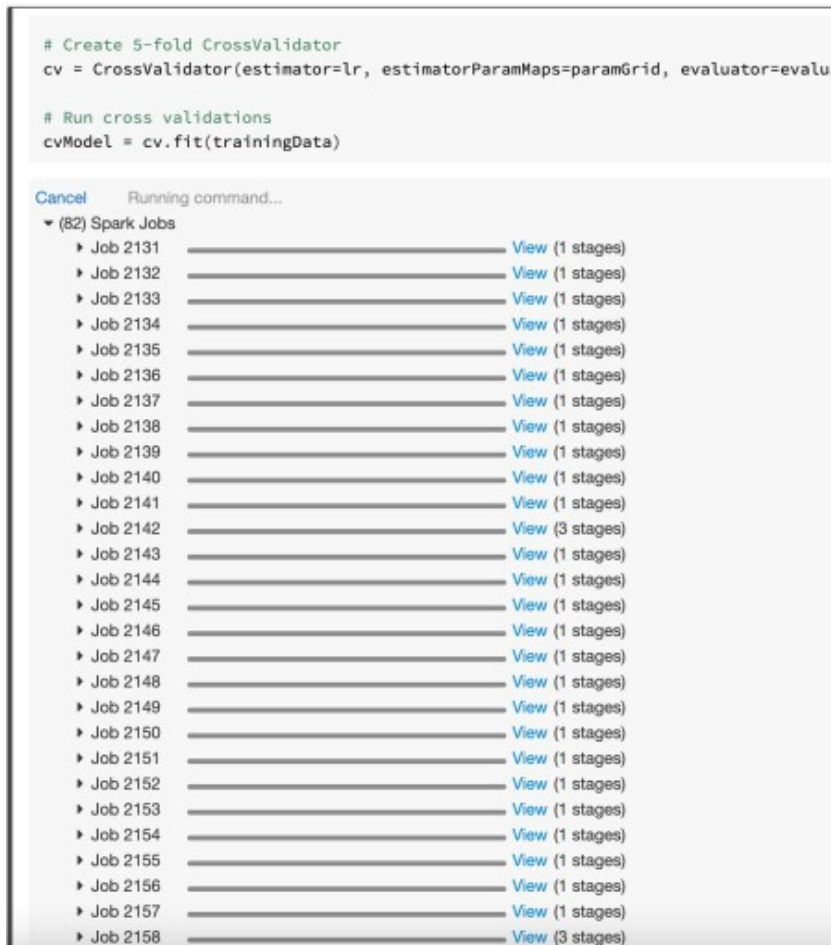 # Create 5-fold CrossValidator
cv = CrossValidator(estimator=lr, estimatorParamMaps=paramGrid, evaluator=evalu
# Run cross validations
cvModel = cv.fit(trainingData)
Cancel Running command...
(82) Spark Jobs
Job 2131 View (1 stages)
Job 2132 View (1 stages)
Job 2133 View (1 stages)
Job 2134 View (1 stages)
Job 2135 View (1 stages)
Job 2136 View (1 stages)
Job 2137 View (1 stages)
Job 2138 View (1 stages)
Job 2139 View (1 stages)
Job 2140 View (1 stages)
Job 2141 View (1 stages)
Job 2142 View (3 stages)
Job 2143 View (1 stages)
Job 2144 View (1 stages)
Job 2145 View (1 stages)
Job 2146 View (1 stages)
Job 2147 View (1 stages)
Job 2148 View (1 stages)
Job 2149 View (1 stages)
Job 2150 View (1 stages)
Job 2151 View (1 stages)
Job 2152 View (1 stages)
Job 2153 View (1 stages)
Job 2154 View (1 stages)
Job 2155 View (1 stages)
Job 2156 View (1 stages)
Job 2157 View (1 stages)
Job 2158 View (3 stages)